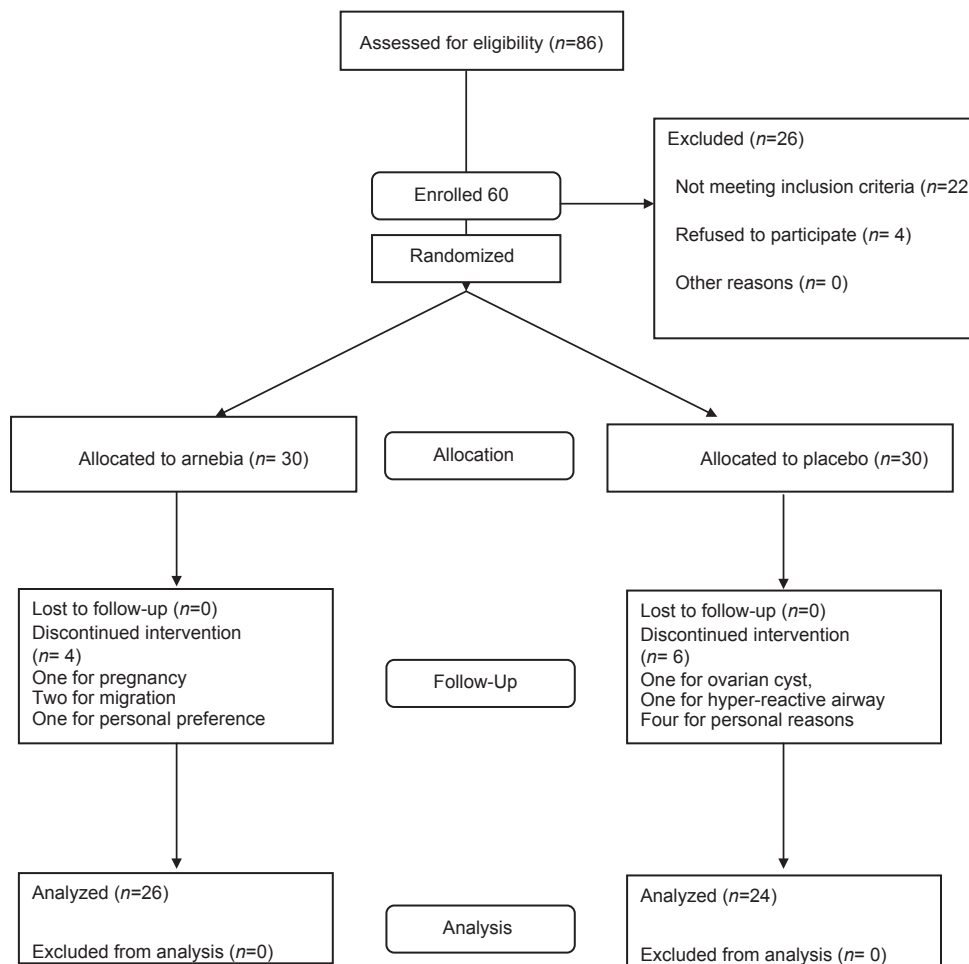 Assessed for eligibility (n=86)
Excluded (n=26)
Not meeting inclusion criteria (n=22
Refused to participate (n= 4)
Other reasons (n= 0)
Enrolled 60
Randomized
Allocated to arnebia (n= 30)
Allocation
Allocated to placebo (n=30)
Lost to follow-up (n=0)
Discontinued intervention
(n= 4)
One for pregnancy
Two for migration
One for personal preference
Follow-Up
Lost to follow-up (n=0)
Discontinued intervention
(n= 6)
One for ovarian cyst,
One for hyper-reactive airway
Four for personal reasons
Analyzed (n=26)
Excluded from analysis (n=0)
Analysis
Analyzed (n=24)
Excluded from analysis (n= 0)